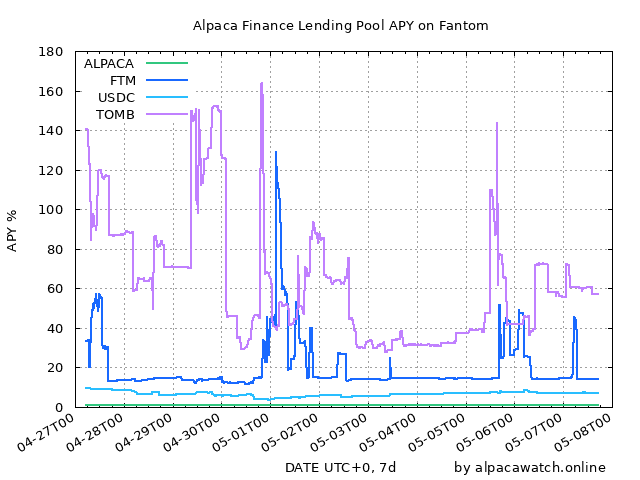 Alpaca Finance Lending Pool APY on Fantom
180
160
140
120
100
80
60
40
20
0
APY %
ALPACA
FTM
USDC
TOMB
04-27T00
04-28T00
04-29T00
04-30T00
05-01T00
05-02T00
05-03T00
05-04T00
05-05T00
05-06T00
05-07T00
05-08T00
DATE UTC+0, 7d
by alpacawatch.online